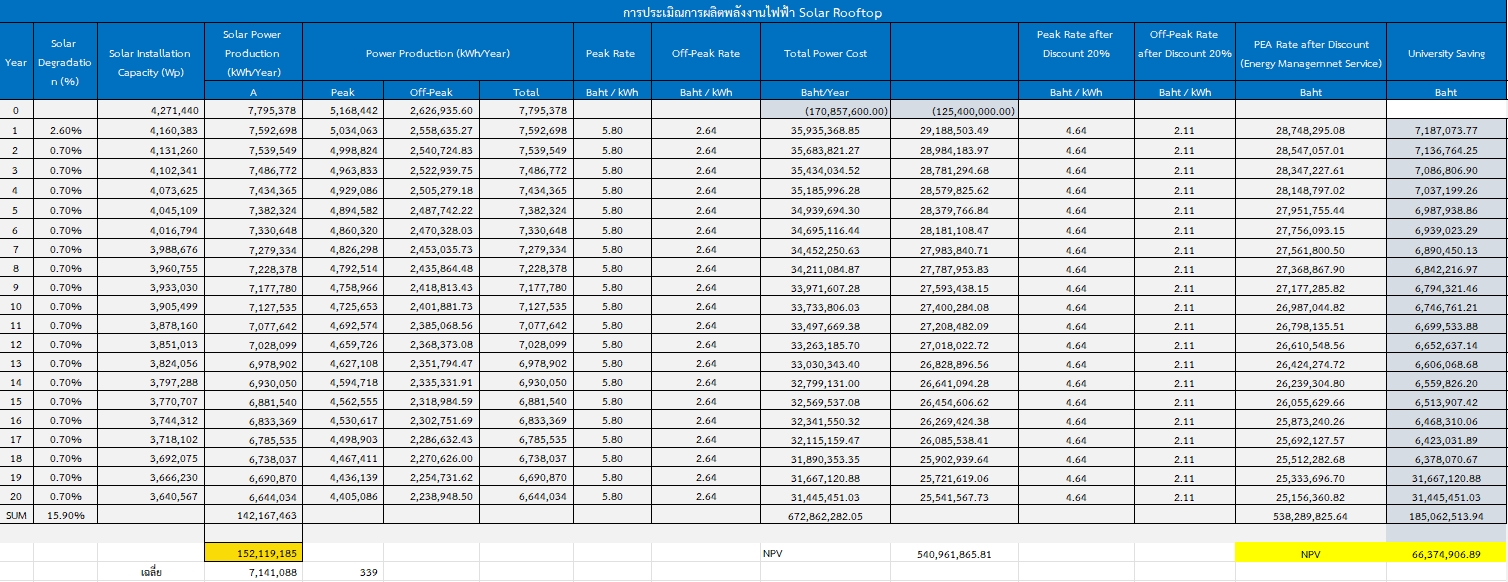 การประเมินการผลิตพลังงานไฟฟ้า Solar Rooftop
Year Solar Degradatio n (%) Solar Installation Capacity (Wp) Solar Power Production (kWh/Year) Power Production (kWh/Year) Peak Rate Off-Peak Rate Total Power Cost Peak Rate after Discount 20% Off-Peak Rate after Discount 20% PEA Rate after Discount (Energy Managemnet Service) University Saving
A Peak Off-Peak Total Baht / kWh Baht / kWh Baht/Year Baht / kWh Baht / kWh Baht Baht
0 4,271,440 7,795,378 5,168,442 2,626,935.60 7,795,378 (170,857,600.00) (125,400,000.00)
1 2.60% 4,160,383 7,592,698 5,034,063 2,558,635.27 7,592,698 5.80 2.64 35,935,368.85 29,188,503.49 4.64 2.11 28,748,295.08 7,187,073.77
2 0.70% 4,131,260 7,539,549 4,998,824 2,540,724.83 7,539,549 5.80 2.64 35,683,821.27 28,984,183.97 4.64 2.11 28,547,057.01 7,136,764.25
3 0.70% 4,102,341 7,486,772 4,963,833 2,522,939.75 7,486,772 5.80 2.64 35,434,034.52 28,781,294.68 4.64 2.11 28,347,227.61 7,086,806.90
4 0.70% 4,073,625 7,434,365 4,929,086 2,505,279.18 7,434,365 5.80 2.64 35,185,996.28 28,579,825.62 4.64 2.11 28,148,797.02 7,037,199.26
5 0.70% 4,045,109 7,382,324 4,894,582 2,487,742.22 7,382,324 5.80 2.64 34,939,694.30 28,379,766.84 4.64 2.11 27,951,755.44 6,987,938.86
6 0.70% 4,016,794 7,330,648 4,860,320 2,470,328.03 7,330,648 5.80 2.64 34,695,116.44 28,181,108.47 4.64 2.11 27,756,093.15 6,939,023.29
7 0.70% 3,988,676 7,279,334 4,826,298 2,453,035.73 7,279,334 5.80 2.64 34,452,250.63 27,983,840.71 4.64 2.11 27,561,800.50 6,890,450.13
8 0.70% 3,960,755 7,228,378 4,792,514 2,435,864.48 7,228,378 5.80 2.64 34,211,084.87 27,787,953.83 4.64 2.11 27,368,867.90 6,842,216.97
9 0.70% 3,933,030 7,177,780 4,758,966 2,418,813.43 7,177,780 5.80 2.64 33,971,607.28 27,593,438.15 4.64 2.11 27,177,285.82 6,794,321.46
10 0.70% 3,905,499 7,127,535 4,725,653 2,401,881.73 7,127,535 5.80 2.64 33,733,806.03 27,400,284.08 4.64 2.11 26,987,044.82 6,746,761.21
11 0.70% 3,878,160 7,077,642 4,692,574 2,385,068.56 7,077,642 5.80 2.64 33,497,669.38 27,208,482.09 4.64 2.11 26,798,135.51 6,699,533.88
12 0.70% 3,851,013 7,028,099 4,659,726 2,368,373.08 7,028,099 5.80 2.64 33,263,185.70 27,018,022.72 4.64 2.11 26,610,548.56 6,652,637.14
13 0.70% 3,824,056 6,978,902 4,627,108 2,351,794.47 6,978,902 5.80 2.64 33,030,343.40 26,828,896.56 4.64 2.11 26,424,274.72 6,606,068.68
14 0.70% 3,797,288 6,930,050 4,594,718 2,335,331.91 6,930,050 5.80 2.64 32,799,131.00 26,641,094.28 4.64 2.11 26,239,304.80 6,559,826.20
15 0.70% 3,770,707 6,881,540 4,562,555 2,318,984.59 6,881,540 5.80 2.64 32,569,537.08 26,454,606.62 4.64 2.11 26,055,629.66 6,513,907.42
16 0.70% 3,744,312 6,833,369 4,530,617 2,302,751.69 6,833,369 5.80 2.64 32,341,550.32 26,269,424.38 4.64 2.11 25,873,240.26 6,468,310.06
17 0.70% 3,718,102 6,785,535 4,498,903 2,286,632.43 6,785,535 5.80 2.64 32,115,159.47 26,085,538.41 4.64 2.11 25,692,127.57 6,423,031.89
18 0.70% 3,692,075 6,738,037 4,467,411 2,270,626.00 6,738,037 5.80 2.64 31,890,353.35 25,902,939.64 4.64 2.11 25,512,282.68 6,378,070.67
19 0.70% 3,666,230 6,690,870 4,436,139 2,254,731.62 6,690,870 5.80 2.64 31,667,120.88 25,721,619.06 4.64 2.11 25,333,696.70 31,667,120.88
20 0.70% 3,640,567 6,644,034 4,405,086 2,238,948.50 6,644,034 5.80 2.64 31,445,451.03 25,541,567.73 4.64 2.11 25,156,360.82 31,445,451.03
SUM 15.90% 142,167,463 672,862,282.05 538,289,825.64 185,062,513.94
152,119,185 NPV 540,961,865.81 NPV 66,374,906.89
เฉลี่ย 7,141,088 339